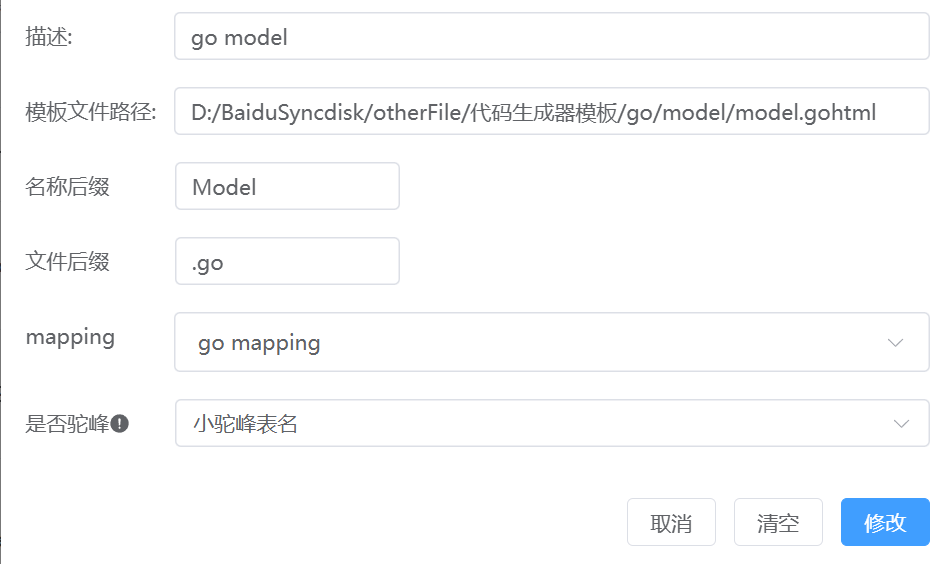 描述: go model
模板文件路径: D:/BaiduSyncdisk/otherFile/代码生成器模板/go/model/model.gohtml
名称后缀 Model
文件后缀 .go
mapping go mapping
是否驼峰 小驼峰表名
取消 清空 修改